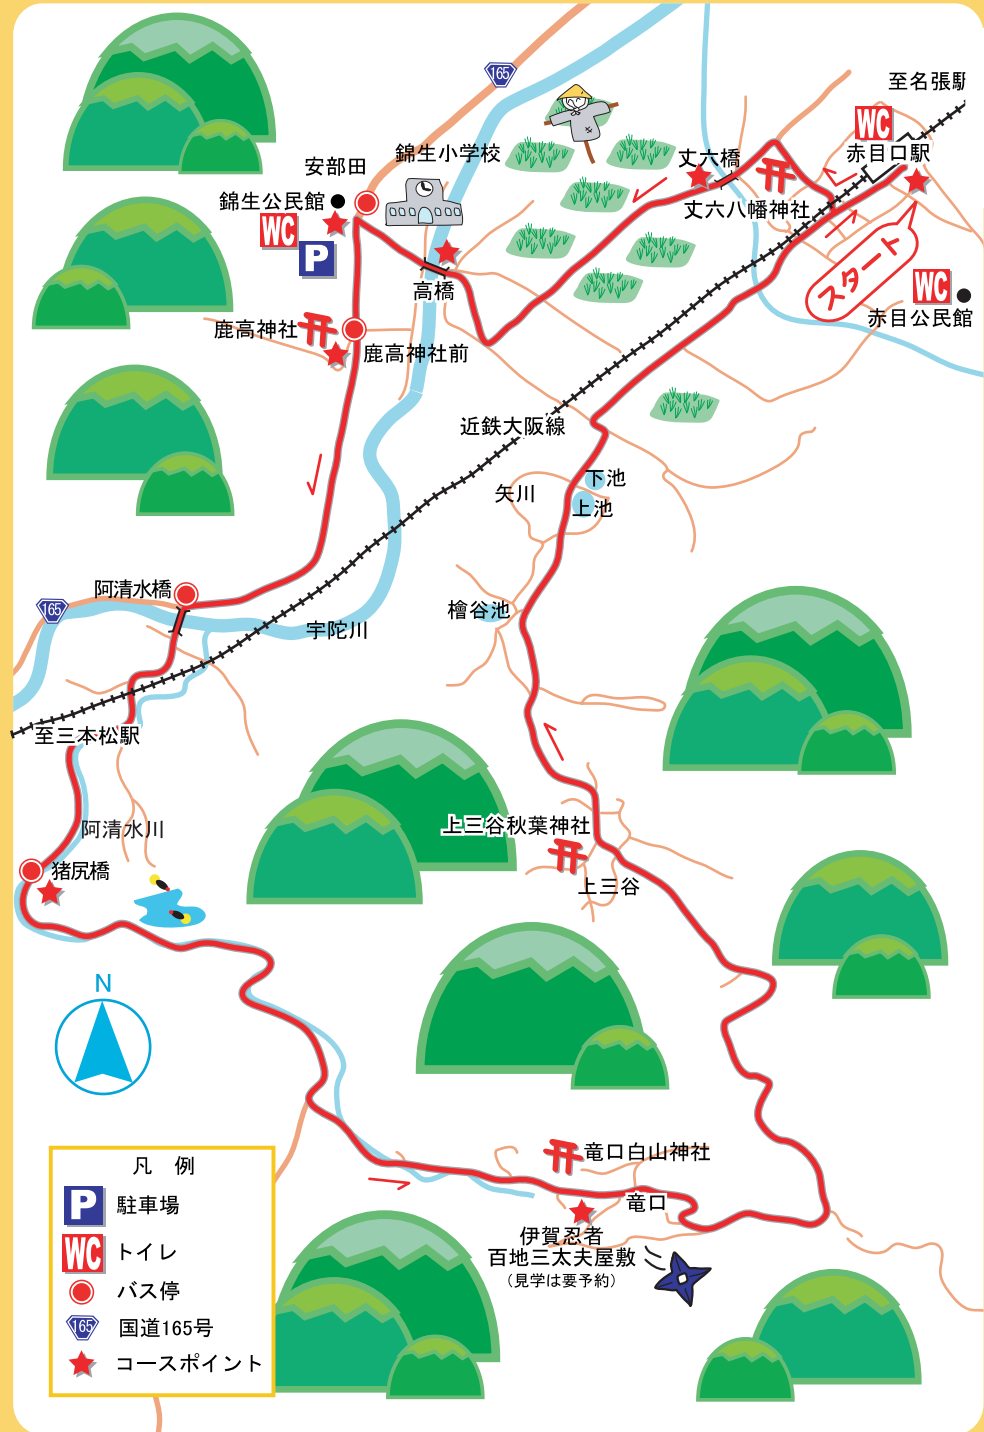 至名張駅
165
WC
赤目口駅
錦生小学校
安部田
丈六橋
錦生公民館
WC
P
丈六八幡神社
スタート
高橋
WC
赤目公民館
鹿高神社
鹿高神社前
近鉄大阪線
下池
矢川
上池
阿清水橋
165
檜谷池
宇陀川
至三本松駅
上三谷秋葉神社
阿清水川
猪尻橋
上三谷
N
竜口白山神社
竜口
伊賀忍者
百地三太夫屋敷
(見学は要予約)
凡 例
P 駐車場
WC トイレ
バス停
165 国道165号
コースポイント